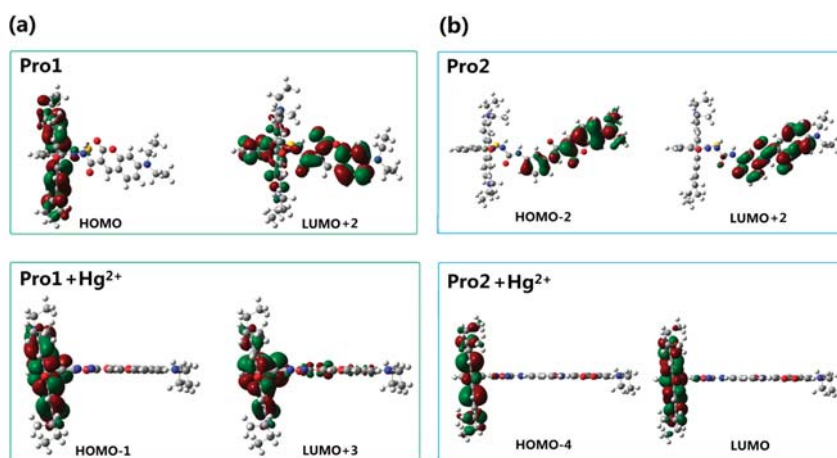 (a)
Pro1
HOMO
LUMO+2
Pro1+Hg²⁺
HOMO-1
LUMO+3
(b)
Pro2
HOMO-2
LUMO+2
Pro2+Hg²⁺
HOMO-4
LUMO